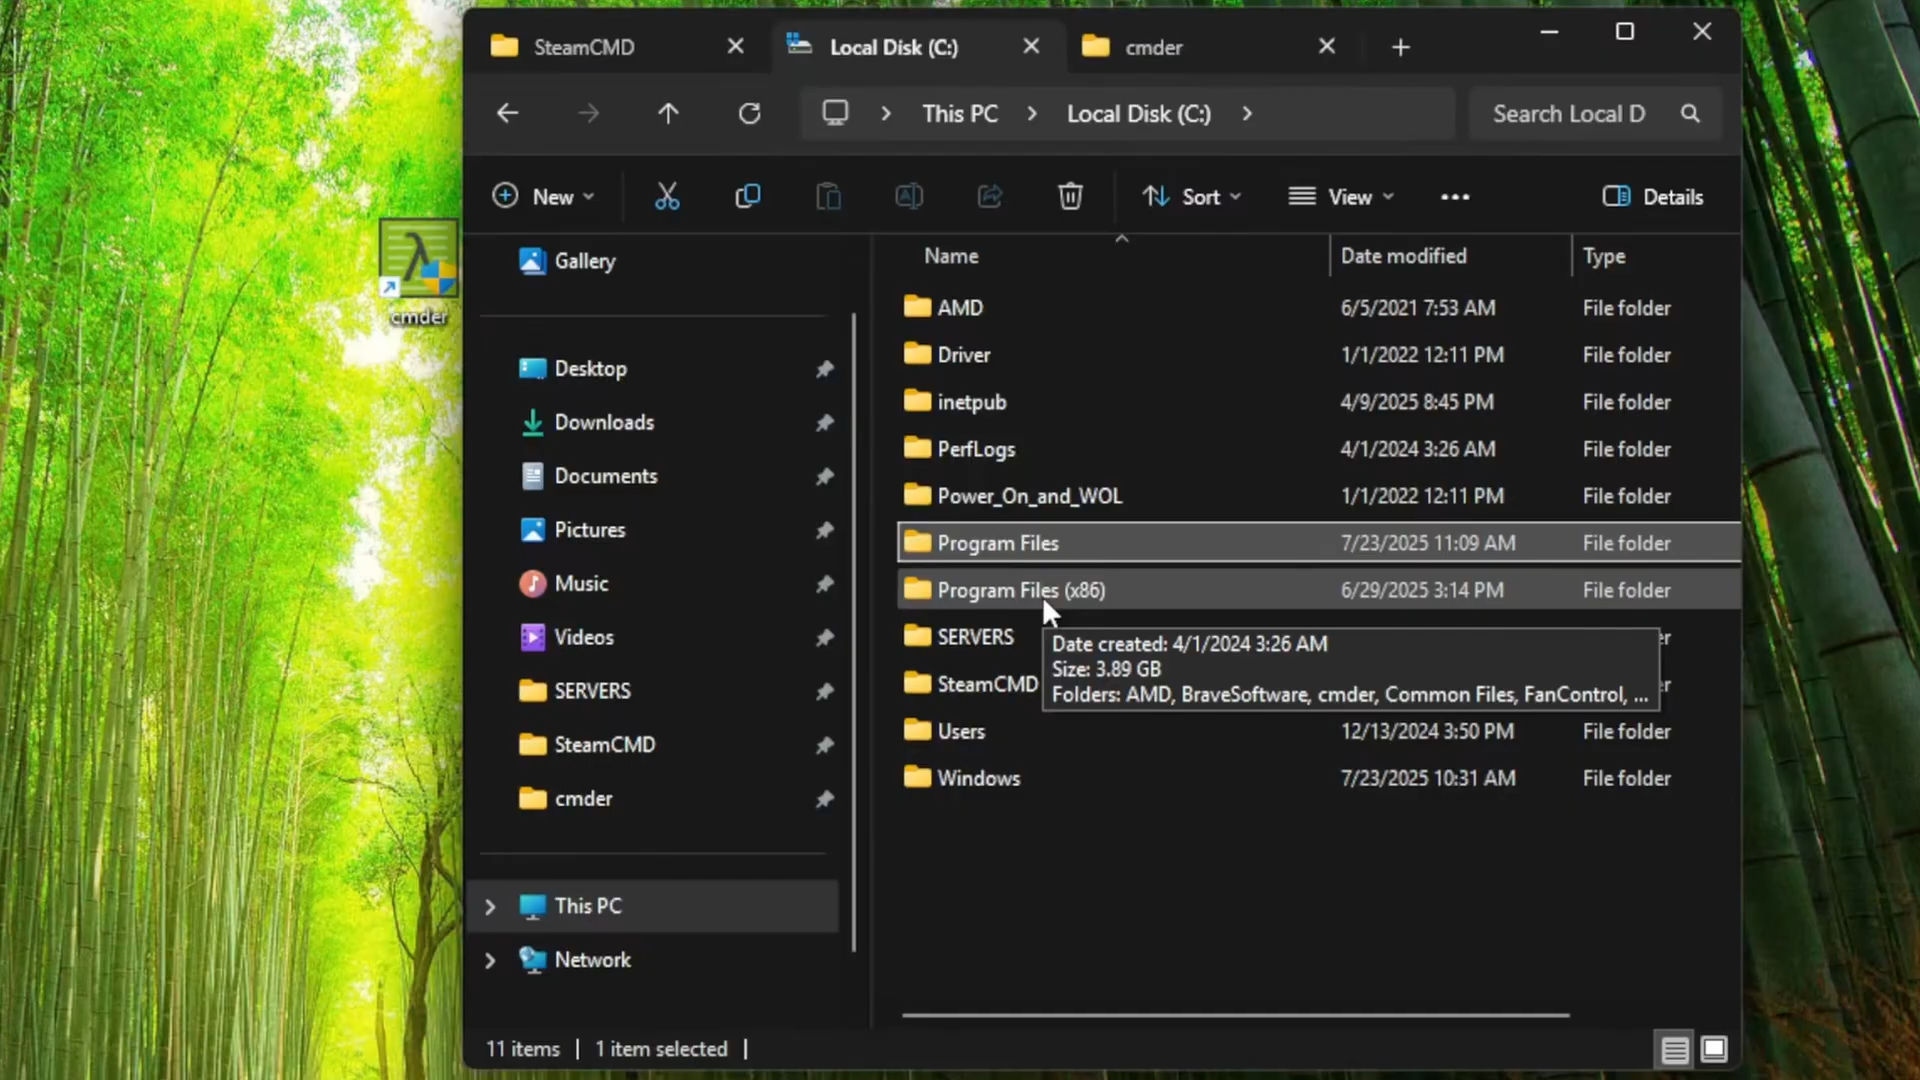 SteamCMD
Local Disk (C:)
cmder
This PC
Local Disk (C:)
Search Local D
New
Sort
View
Details
cmder
Gallery
Desktop
Downloads
Documents
Pictures
Music
Videos
SERVERS
SteamCMD
cmder
This PC
Network
Name Date modified Type
AMD 6/5/2021 7:53 AM File folder
Driver 1/1/2022 12:11 PM File folder
inetpub 4/9/2025 8:45 PM File folder
PerfLogs 4/1/2024 3:26 AM File folder
Power_On_and_WOL 1/1/2022 12:11 PM File folder
Program Files 7/23/2025 11:09 AM File folder
Program Files (x86) 6/29/2025 3:14 PM File folder
SERVERS
SteamCMD
Date created: 4/1/2024 3:26 AM
Size: 3.89 GB
Folders: AMD, BraveSoftware, cmder, Common Files, FanControl, ...
Users 12/13/2024 3:50 PM File folder
Windows 7/23/2025 10:31 AM File folder
11 items | 1 item selected |